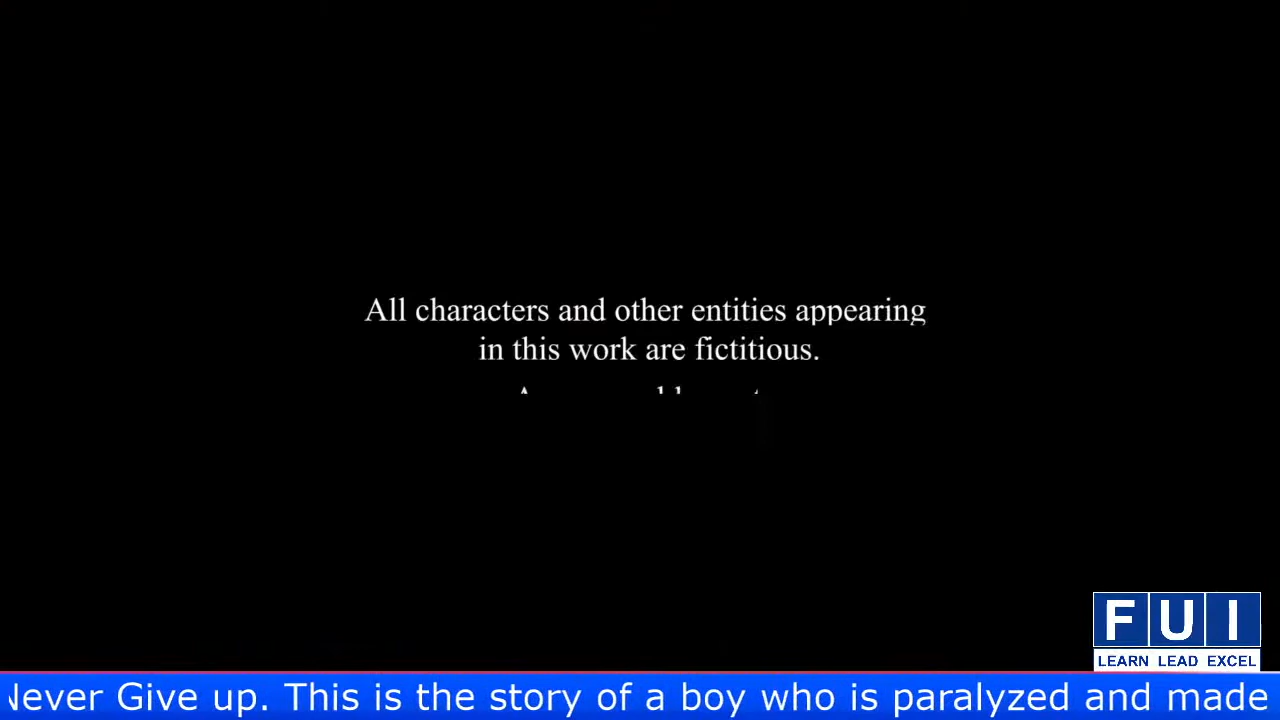 All characters and other entities appearing
in this work are fictitious.
FUI
LEARN LEAD EXCEL
Never Give up. This is the story of a boy who is paralyzed and made